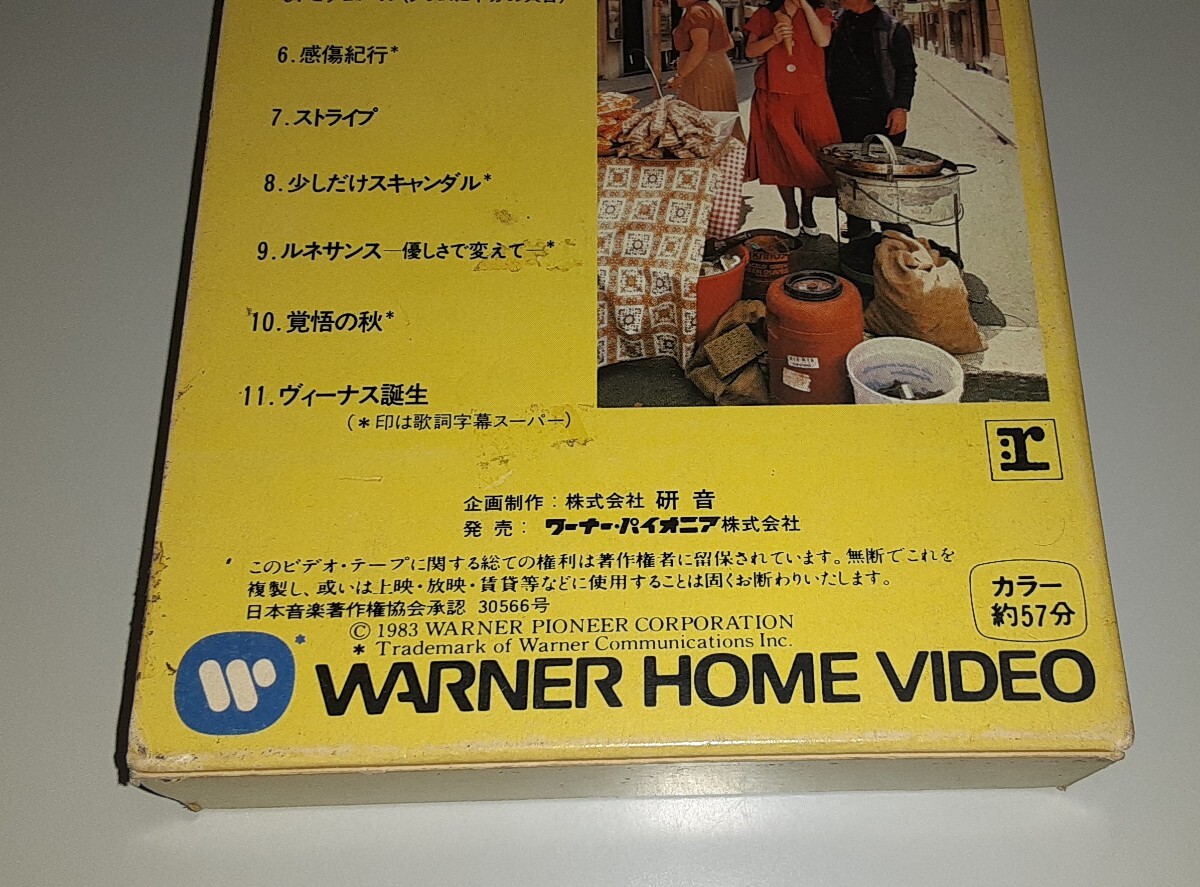 6. 感傷紀行*
7. ストライプ
8. 少しだけスキャンダル*
9. ルネサンス—優しさで変えて—*
10. 覚悟の秋*
11. ヴィーナス誕生
(*印は歌詞字幕スーパー)
:r
企画制作:株式会社 研音
発売: ワーナー・パイオニア株式会社
このビデオ・テープに関する総ての権利は著作権者に留保されています。無断でこれを
複製し、或いは上映・放映・賃貸等などに使用することは固くお断わりいたします。
日本音楽著作権協会承認 30566号
カラー
約57分
© 1983 WARNER PIONEER CORPORATION
* Trademark of Warner Communications Inc.
* WARNER HOME VIDEO